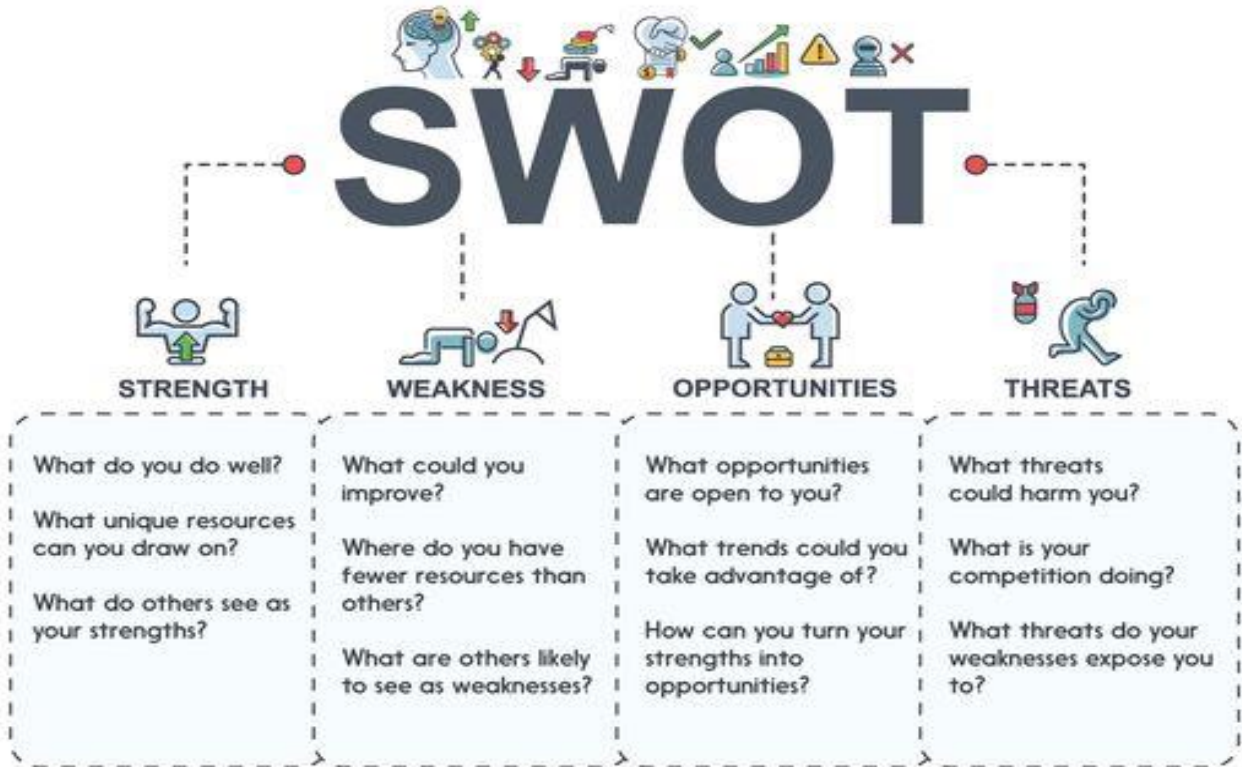 SWOT
STRENGTH
What do you do well?
What unique resources
can you draw on?
What do others see as
your strengths?
WEAKNESS
What could you
improve?
Where do you have
fewer resources than
others?
What are others likely
to see as weaknesses?
OPPORTUNITIES
What opportunities
are open to you?
What trends could you
take advantage of?
How can you turn your
strengths into
opportunities?
THREATS
What threats
could harm you?
What is your
competition doing?
What threats do your
weaknesses expose you
to?